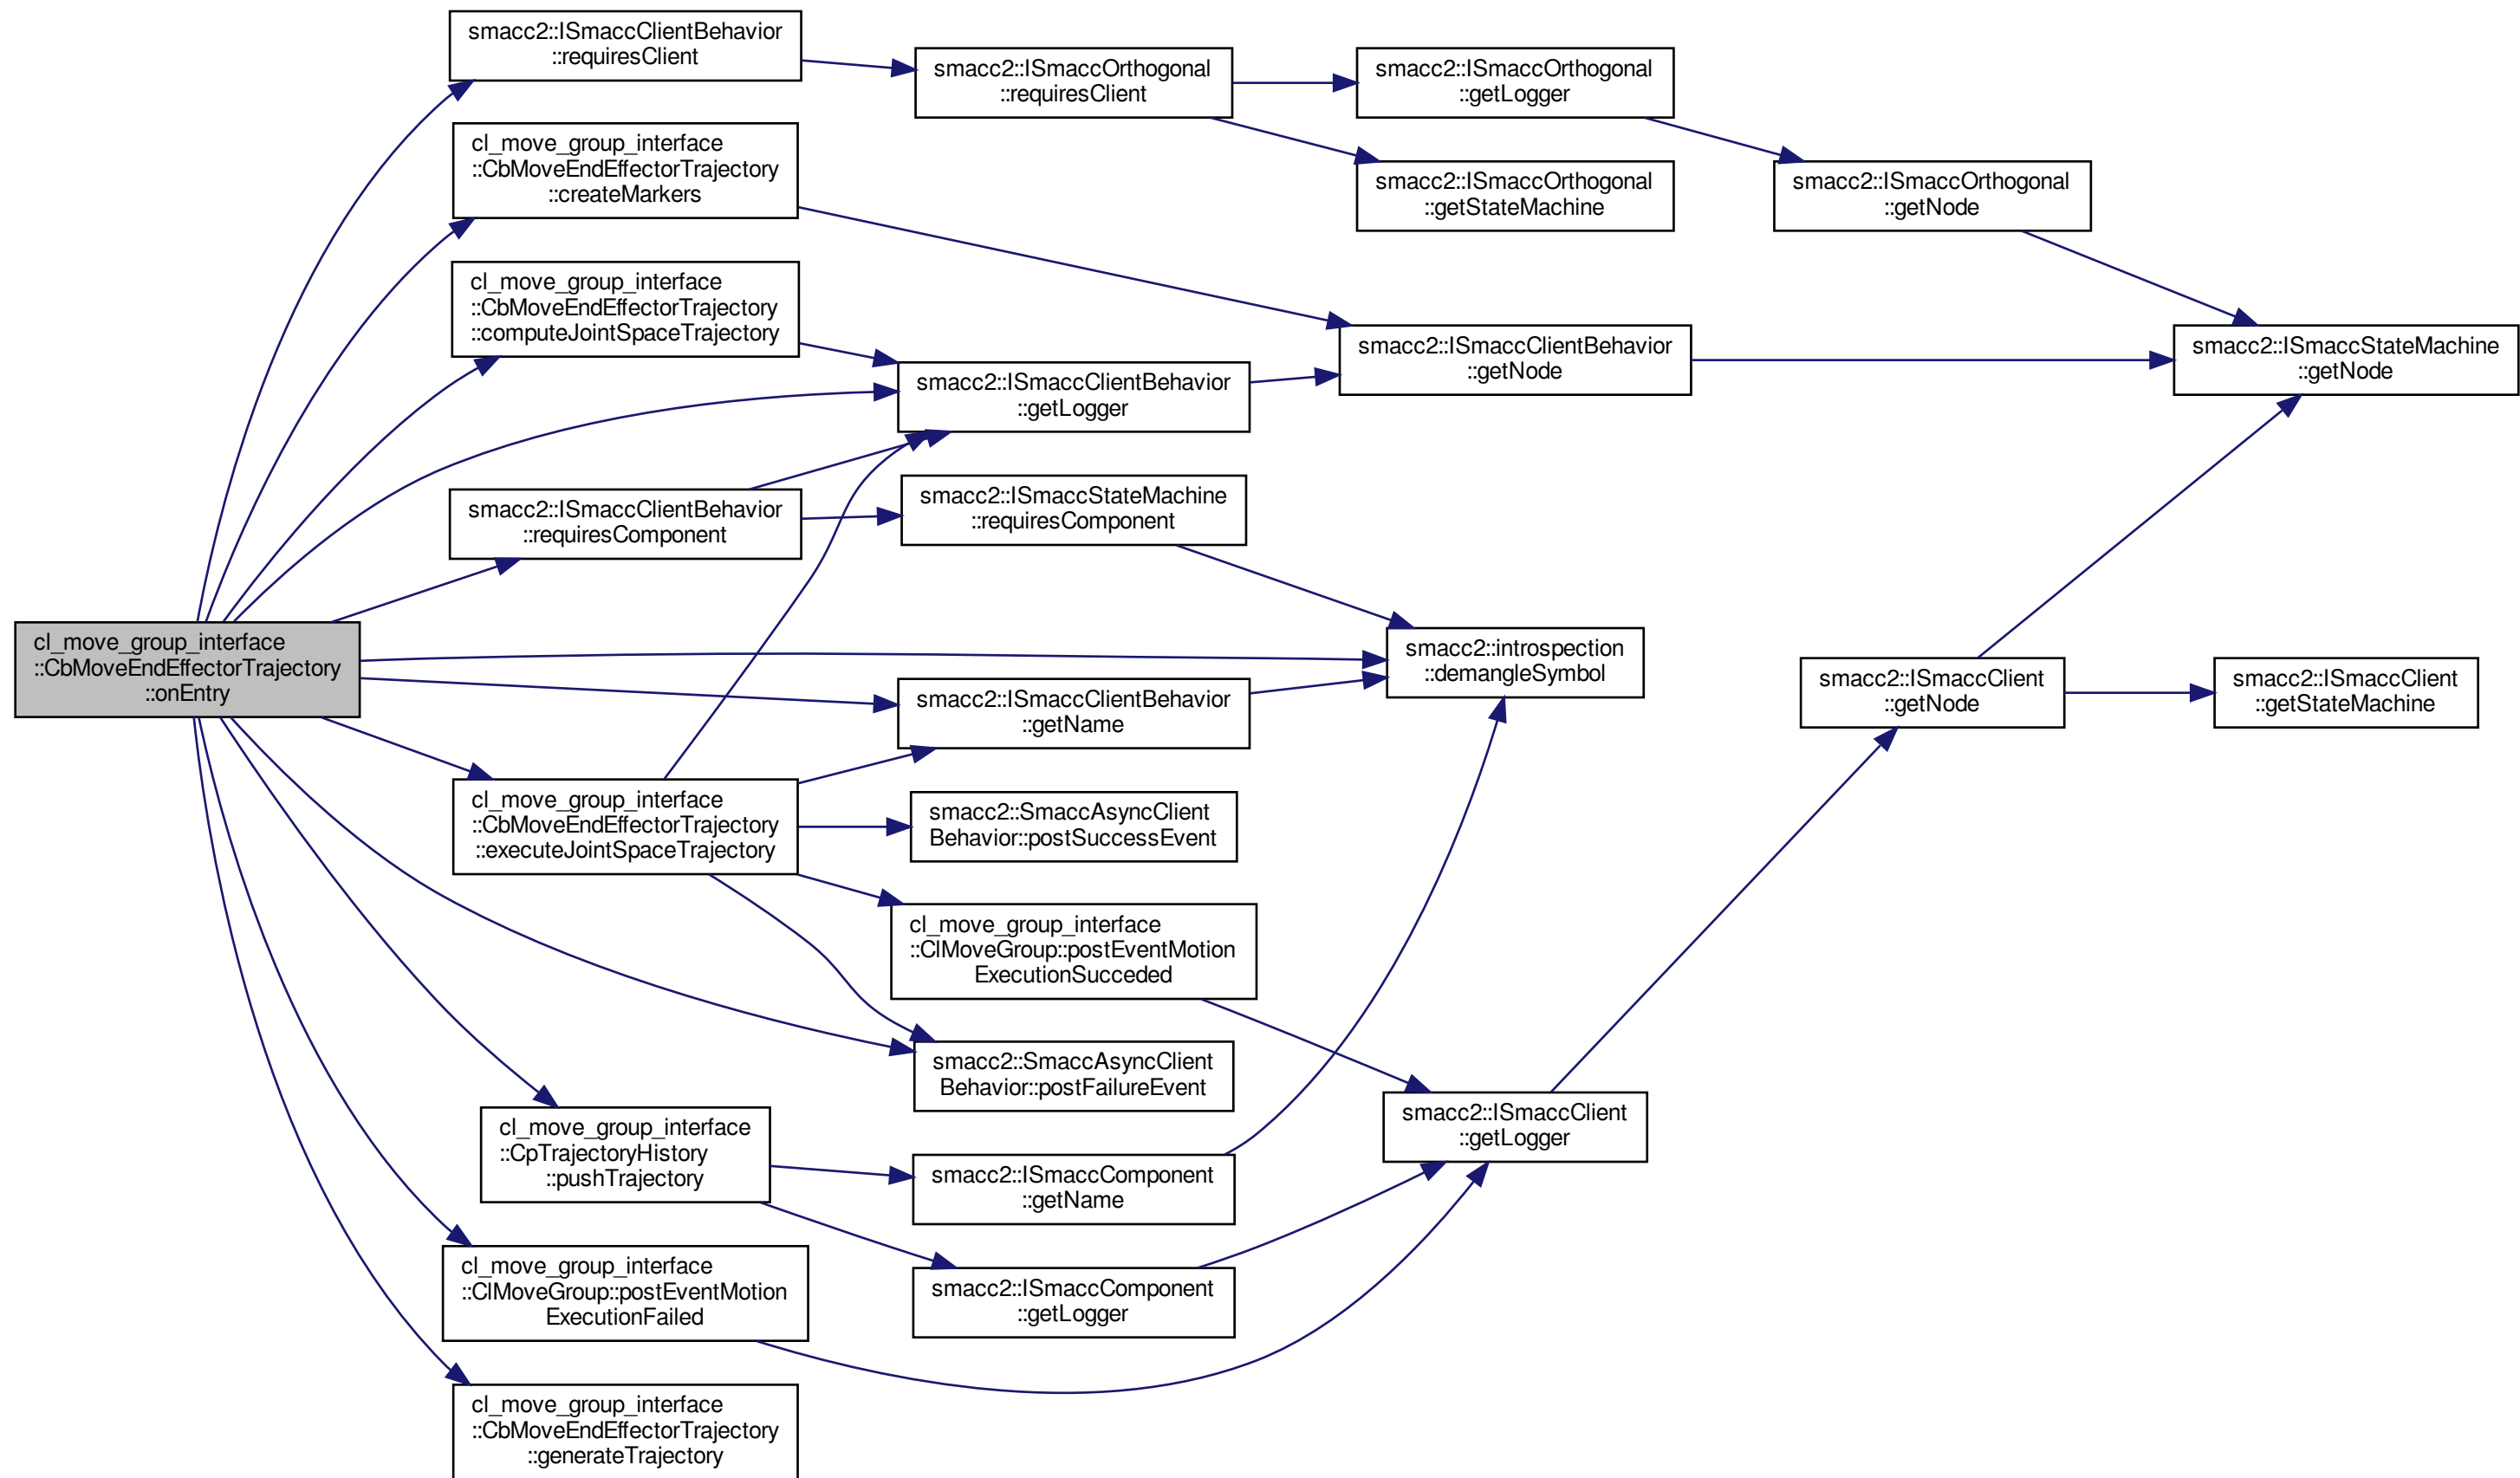 smacc2::ISmaccClientBehavior
::requiresClient
smacc2::ISmaccOrthogonal
::requiresClient
smacc2::ISmaccOrthogonal
::getLogger
cl_move_group_interface
::CbMoveEndEffectorTrajectory
::createMarkers
smacc2::ISmaccOrthogonal
::getStateMachine
smacc2::ISmaccOrthogonal
::getNode
cl_move_group_interface
::CbMoveEndEffectorTrajectory
::computeJointSpaceTrajectory
smacc2::ISmaccClientBehavior
::getLogger
smacc2::ISmaccClientBehavior
::getNode
smacc2::ISmaccStateMachine
::getNode
smacc2::ISmaccClientBehavior
::requiresComponent
smacc2::ISmaccStateMachine
::requiresComponent
cl_move_group_interface
::CbMoveEndEffectorTrajectory
::onEntry
smacc2::introspection
::demangleSymbol
smacc2::ISmaccClientBehavior
::getName
smacc2::ISmaccClient
::getNode
smacc2::ISmaccClient
::getStateMachine
cl_move_group_interface
::CbMoveEndEffectorTrajectory
::executeJointSpaceTrajectory
smacc2::SmaccAsyncClient
Behavior::postSuccessEvent
cl_move_group_interface
::ClMoveGroup::postEventMotion
ExecutionSucceded
smacc2::SmaccAsyncClient
Behavior::postFailureEvent
smacc2::ISmaccClient
::getLogger
cl_move_group_interface
::CpTrajectoryHistory
::pushTrajectory
smacc2::ISmaccComponent
::getName
cl_move_group_interface
::ClMoveGroup::postEventMotion
ExecutionFailed
smacc2::ISmaccComponent
::getLogger
cl_move_group_interface
::CbMoveEndEffectorTrajectory
::generateTrajectory